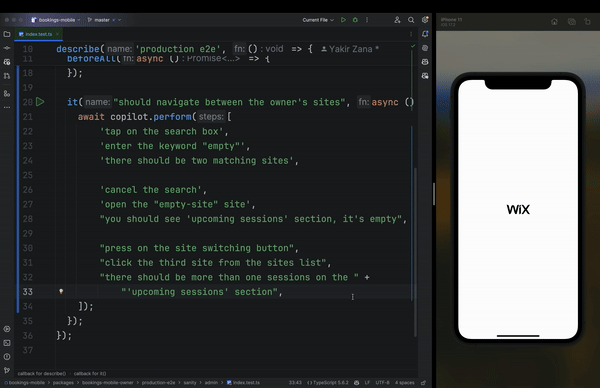 bookings-mobile
master
Current File
index.test.ts
iPhone 11
10 describe( name: 'production e2e', fn: () : void => { Yakir Zana *
11 beforeAll( async () : Promise<...> => {
18 });
19
20 it( name: "should navigate between the owner's sites", fn: async ()
21 await copilot.perform( steps: [
22 'tap on the search box',
23 'enter the keyword "empty"',
24 'there should be two matching sites',
25
26 'cancel the search',
27 'open the "empty-site" site',
28 "you should see 'upcoming sessions' section, it's empty",
29
30 "press on the site switching button",
31 "click the third site from the sites list",
32 "there should be more than one sessions on the " +
33 "'upcoming sessions' section",
34 ]);
35 });
36 });
37
WiX
callback for describe() callback for it()
bookings-mobile packages bookings-mobile-owner production-e2e sanity admin index.test.ts 33:43 TypeScript 5.8.2 LF UTF-8 4 spaces